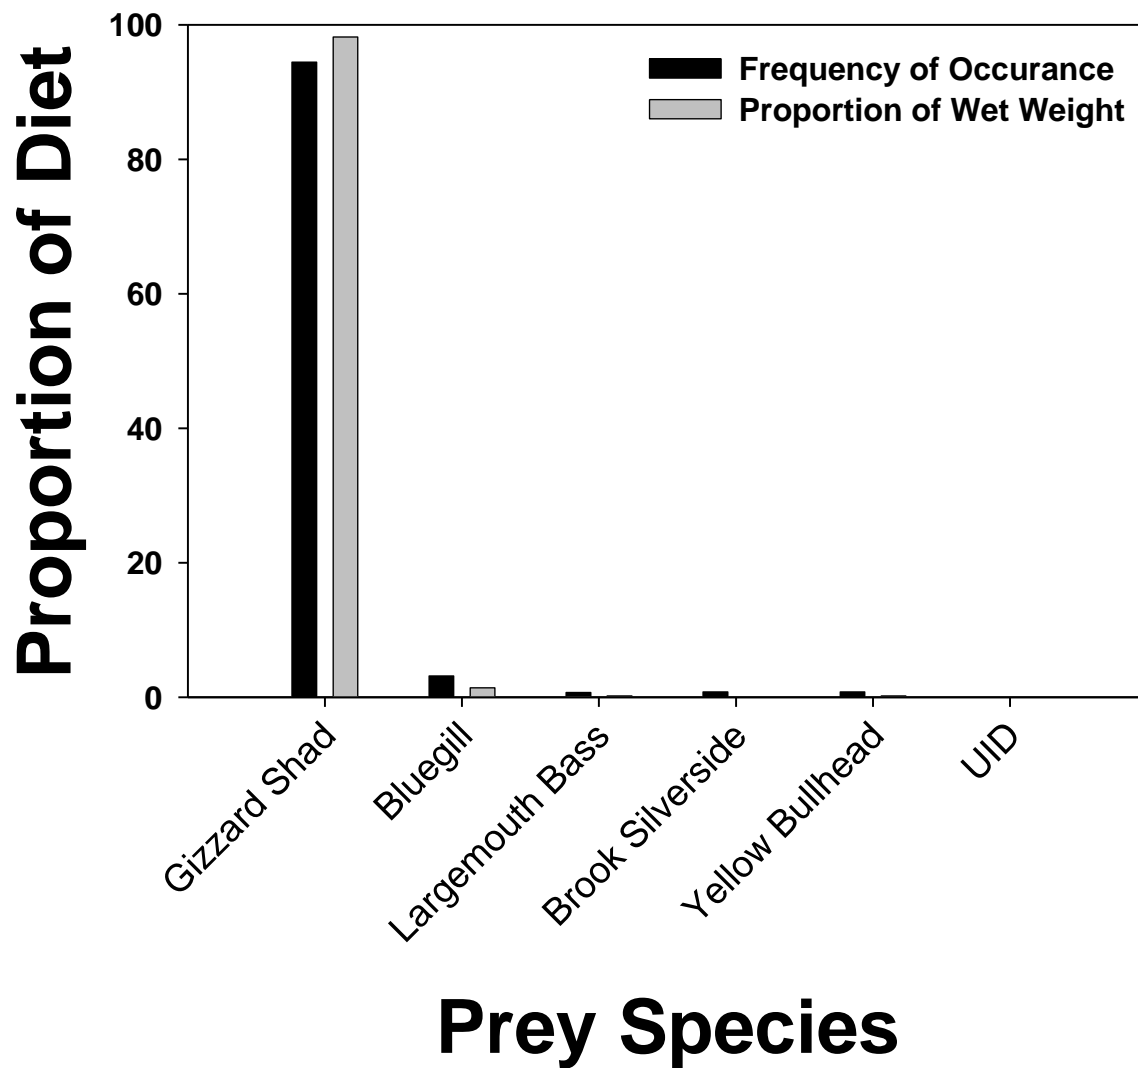 Proportion of Diet
100
80
60
40
20
0
Frequency of Occurance
Proportion of Wet Weight
Gizzard Shad
Bluegill
Largemouth Bass
Brook Silverside
Yellow Bullhead
UID
Prey Species